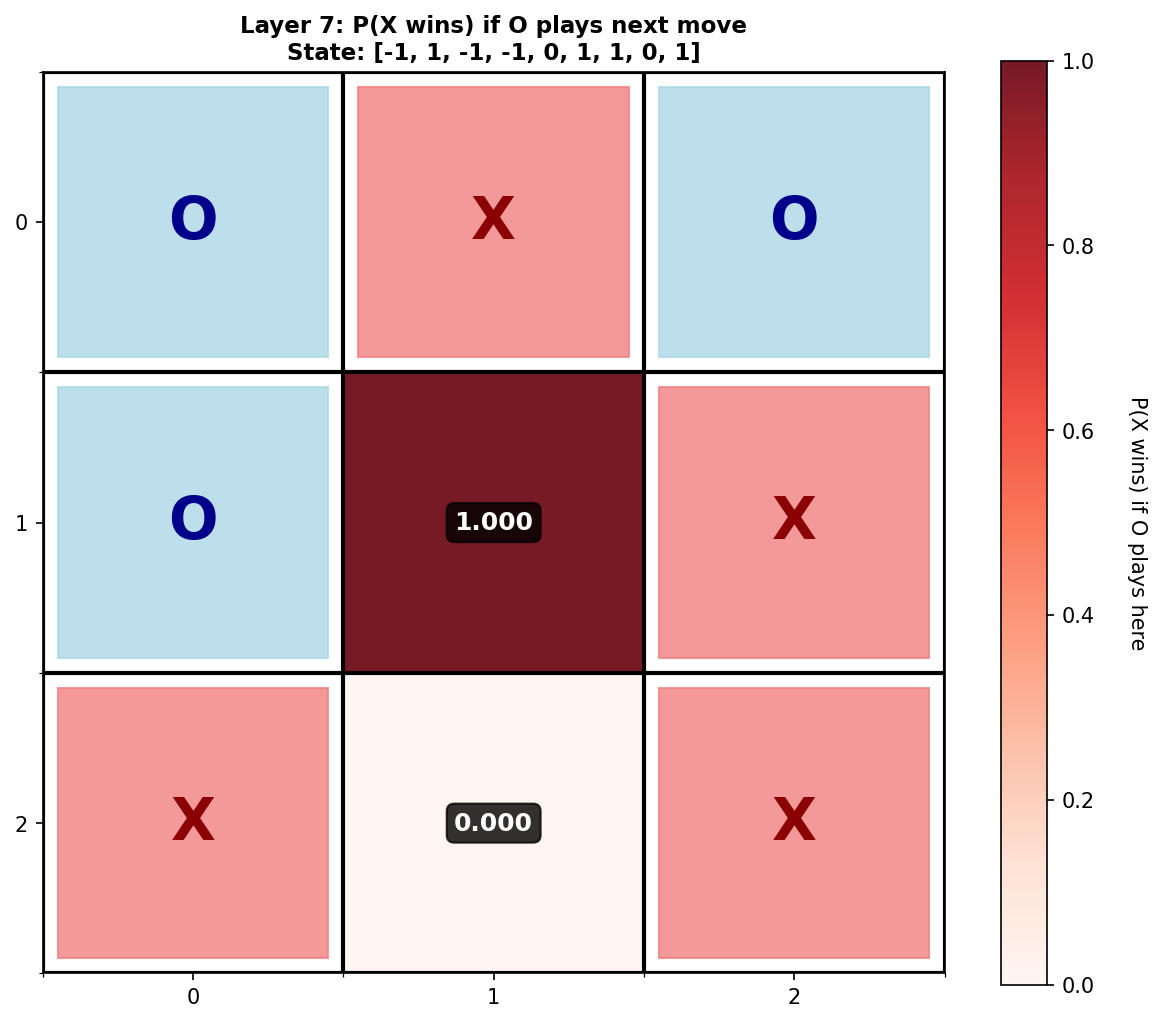 Layer 7: P(X wins) if O plays next move
State: [-1, 1, -1, -1, 0, 1, 1, 0, 1]
O X O
O 1.000 X
X 0.000 X
0
1
2
0 1 2
1.0
0.8
0.6
0.4
0.2
0.0
P(X wins) if O plays here